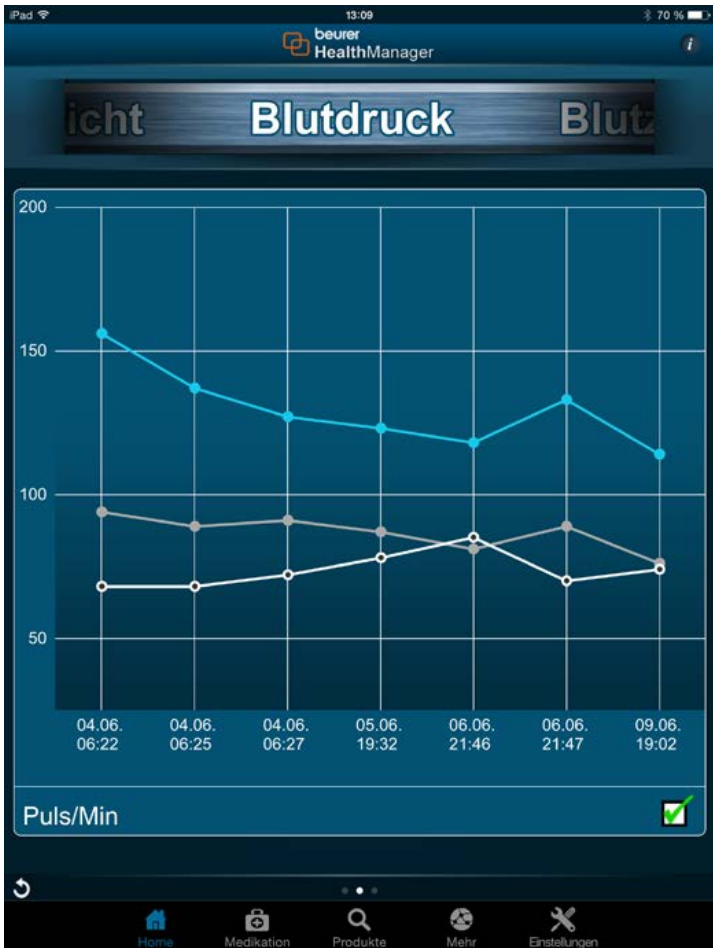 iPad 13:09 70 %
beurer
HealthManager
i
icht Blutdruck Blutz
200
150
100
50
04.06. 04.06. 04.06. 05.06. 06.06. 06.06. 09.06.
06:22 06:25 06:27 19:32 21:46 21:47 19:02
Puls/Min
Home Medikation Produkte Mehr Einstellungen